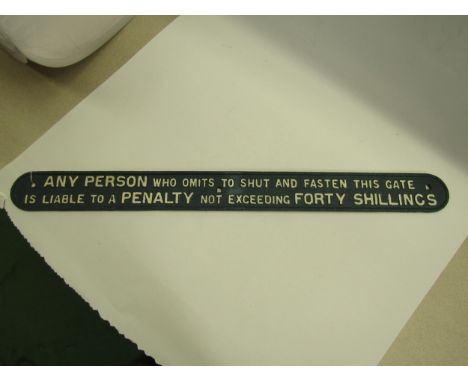 ANY PERSON WHO OMITS TO SHUT AND FASTEN THIS GATE
IS LIABLE TO A PENALTY NOT EXCEEDING FORTY SHILLINGS